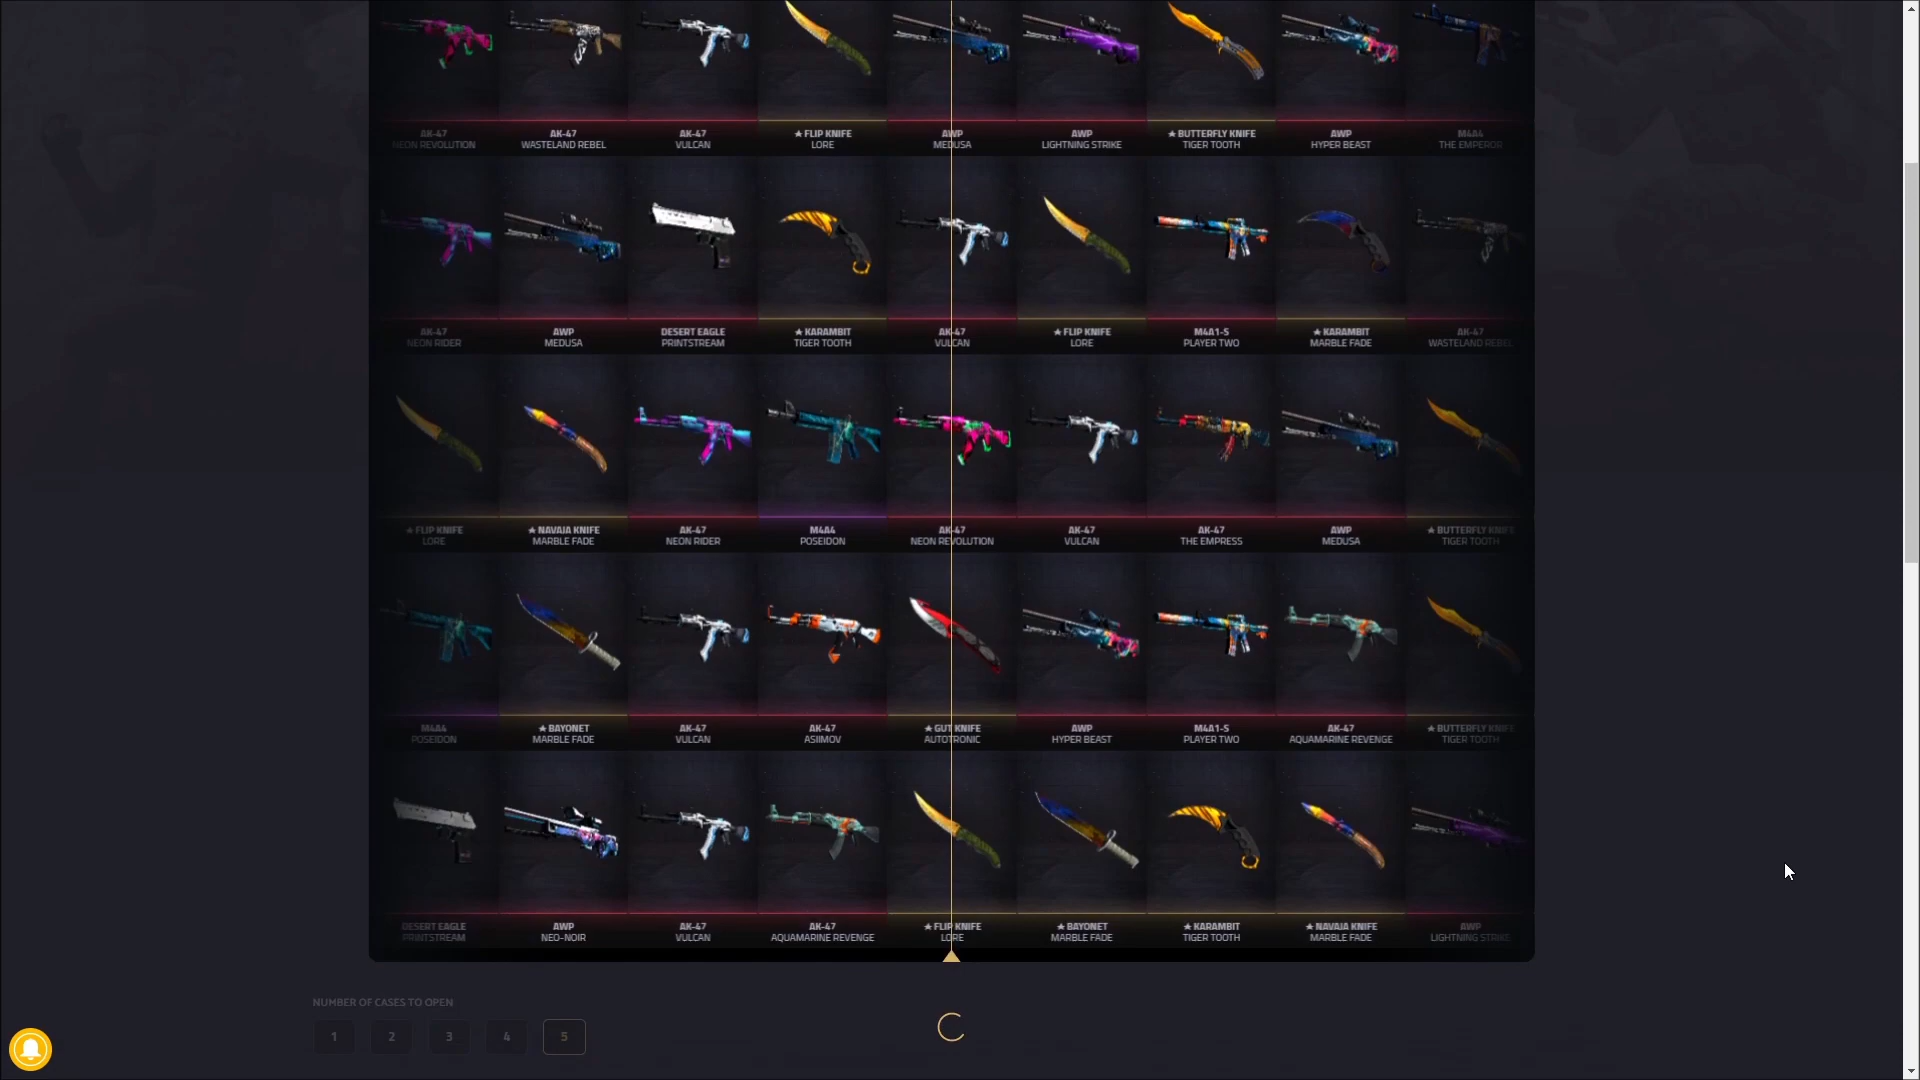 AK-47 AK-47 AK-47 ★ FLIP KNIFE AWP AWP ★ BUTTERFLY KNIFE AWP M4A4
NEON REVOLUTION WASTELAND REBEL VULCAN LORE MEDUSA LIGHTNING STRIKE TIGER TOOTH HYPER BEAST THE EMPEROR
AK-47 AWP DESERT EAGLE ★ KARAMBIT AK-47 ★ FLIP KNIFE M4A1-S ★ KARAMBIT AK-47
NEON RIDER MEDUSA PRINTSTREAM TIGER TOOTH VULCAN LORE PLAYER TWO MARBLE FADE WASTELAND REBEL
★ FLIP KNIFE ★ NAVAJA KNIFE AK-47 M4A4 AK-47 AK-47 AK-47 AWP ★ BUTTERFLY KNIFE
LORE MARBLE FADE NEON RIDER POSEIDON NEON REVOLUTION VULCAN THE EMPRESS MEDUSA TIGER TOOTH
M4A4 ★ BAYONET AK-47 AK-47 ★ GUT KNIFE AWP M4A1-S AK-47 ★ BUTTERFLY KNIFE
POSEIDON MARBLE FADE VULCAN ASIIMOV AUTOTRONIC HYPER BEAST PLAYER TWO AQUAMARINE REVENGE TIGER TOOTH
DESERT EAGLE AWP AK-47 AK-47 ★ FLIP KNIFE ★ BAYONET ★ KARAMBIT ★ NAVAJA KNIFE AWP
PRINTSTREAM NEO-NOIR VULCAN AQUAMARINE REVENGE LORE MARBLE FADE TIGER TOOTH MARBLE FADE LIGHTNING STRIKE
NUMBER OF CASES TO OPEN
1 2 3 4 5